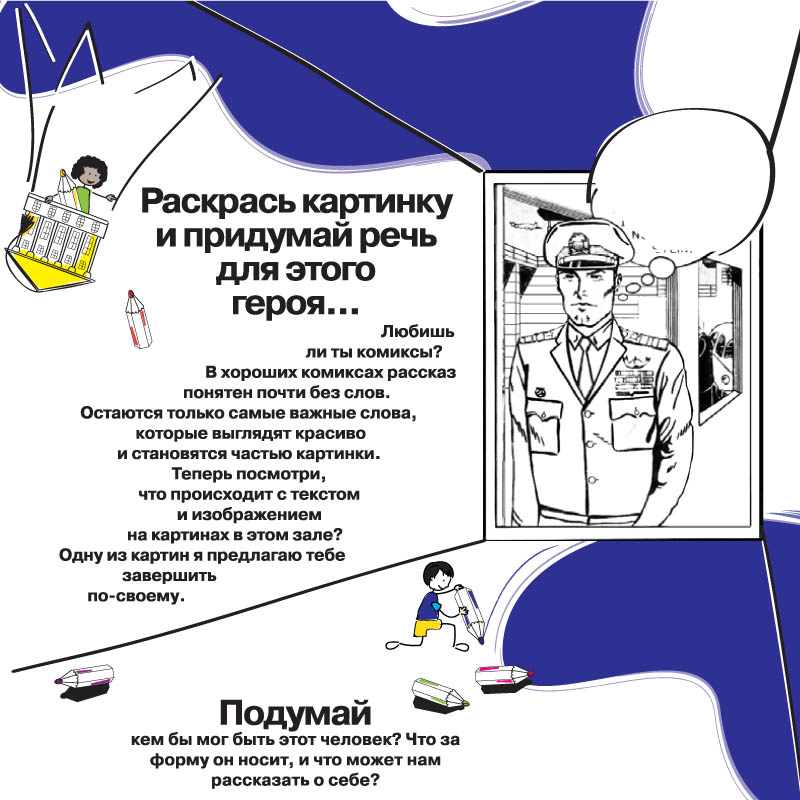 Раскрась картинку
и придумай речь
для этого
героя...
Любишь
ли ты комиксы?
В хороших комиксах рассказ
понятен почти без слов.
Остаются только самые важные слова,
которые выглядят красиво
и становятся частью картинки.
Теперь посмотри,
что происходит с текстом
и изображением
на картинах в этом зале?
Одну из картин я предлагаю тебе
завершить
по-своему.
Подумай
кем бы мог быть этот человек? Что за
форму он носит, и что может нам
рассказать о себе?